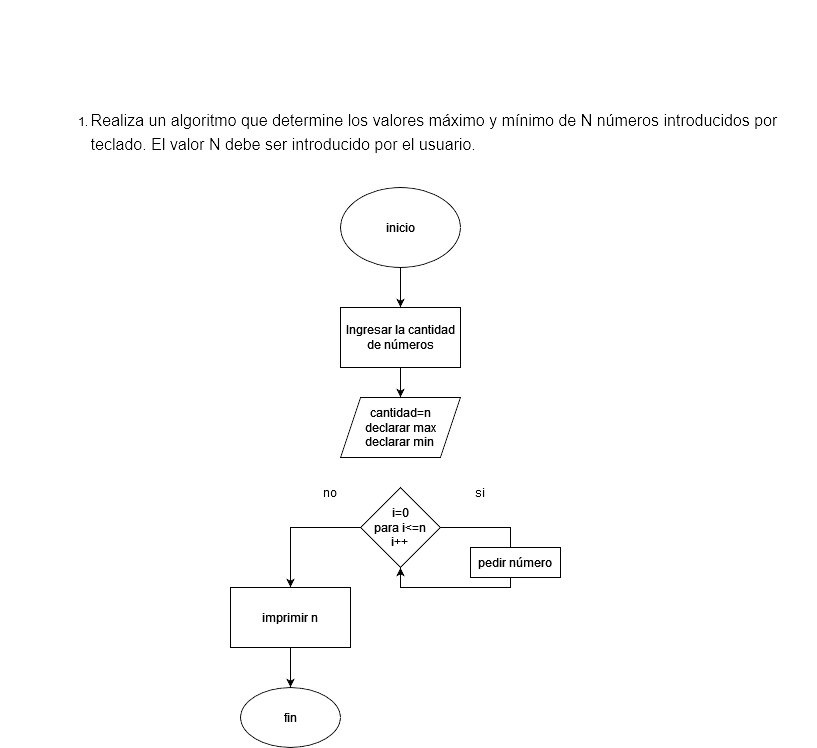 1. Realiza un algoritmo que determine los valores máximo y mínimo de N números introducidos por
teclado. El valor N debe ser introducido por el usuario.
inicio
Ingresar la cantidad
de números
cantidad=n
declarar max
declarar min
no
si
i=0
para i<=n
i++
pedir número
imprimir n
fin